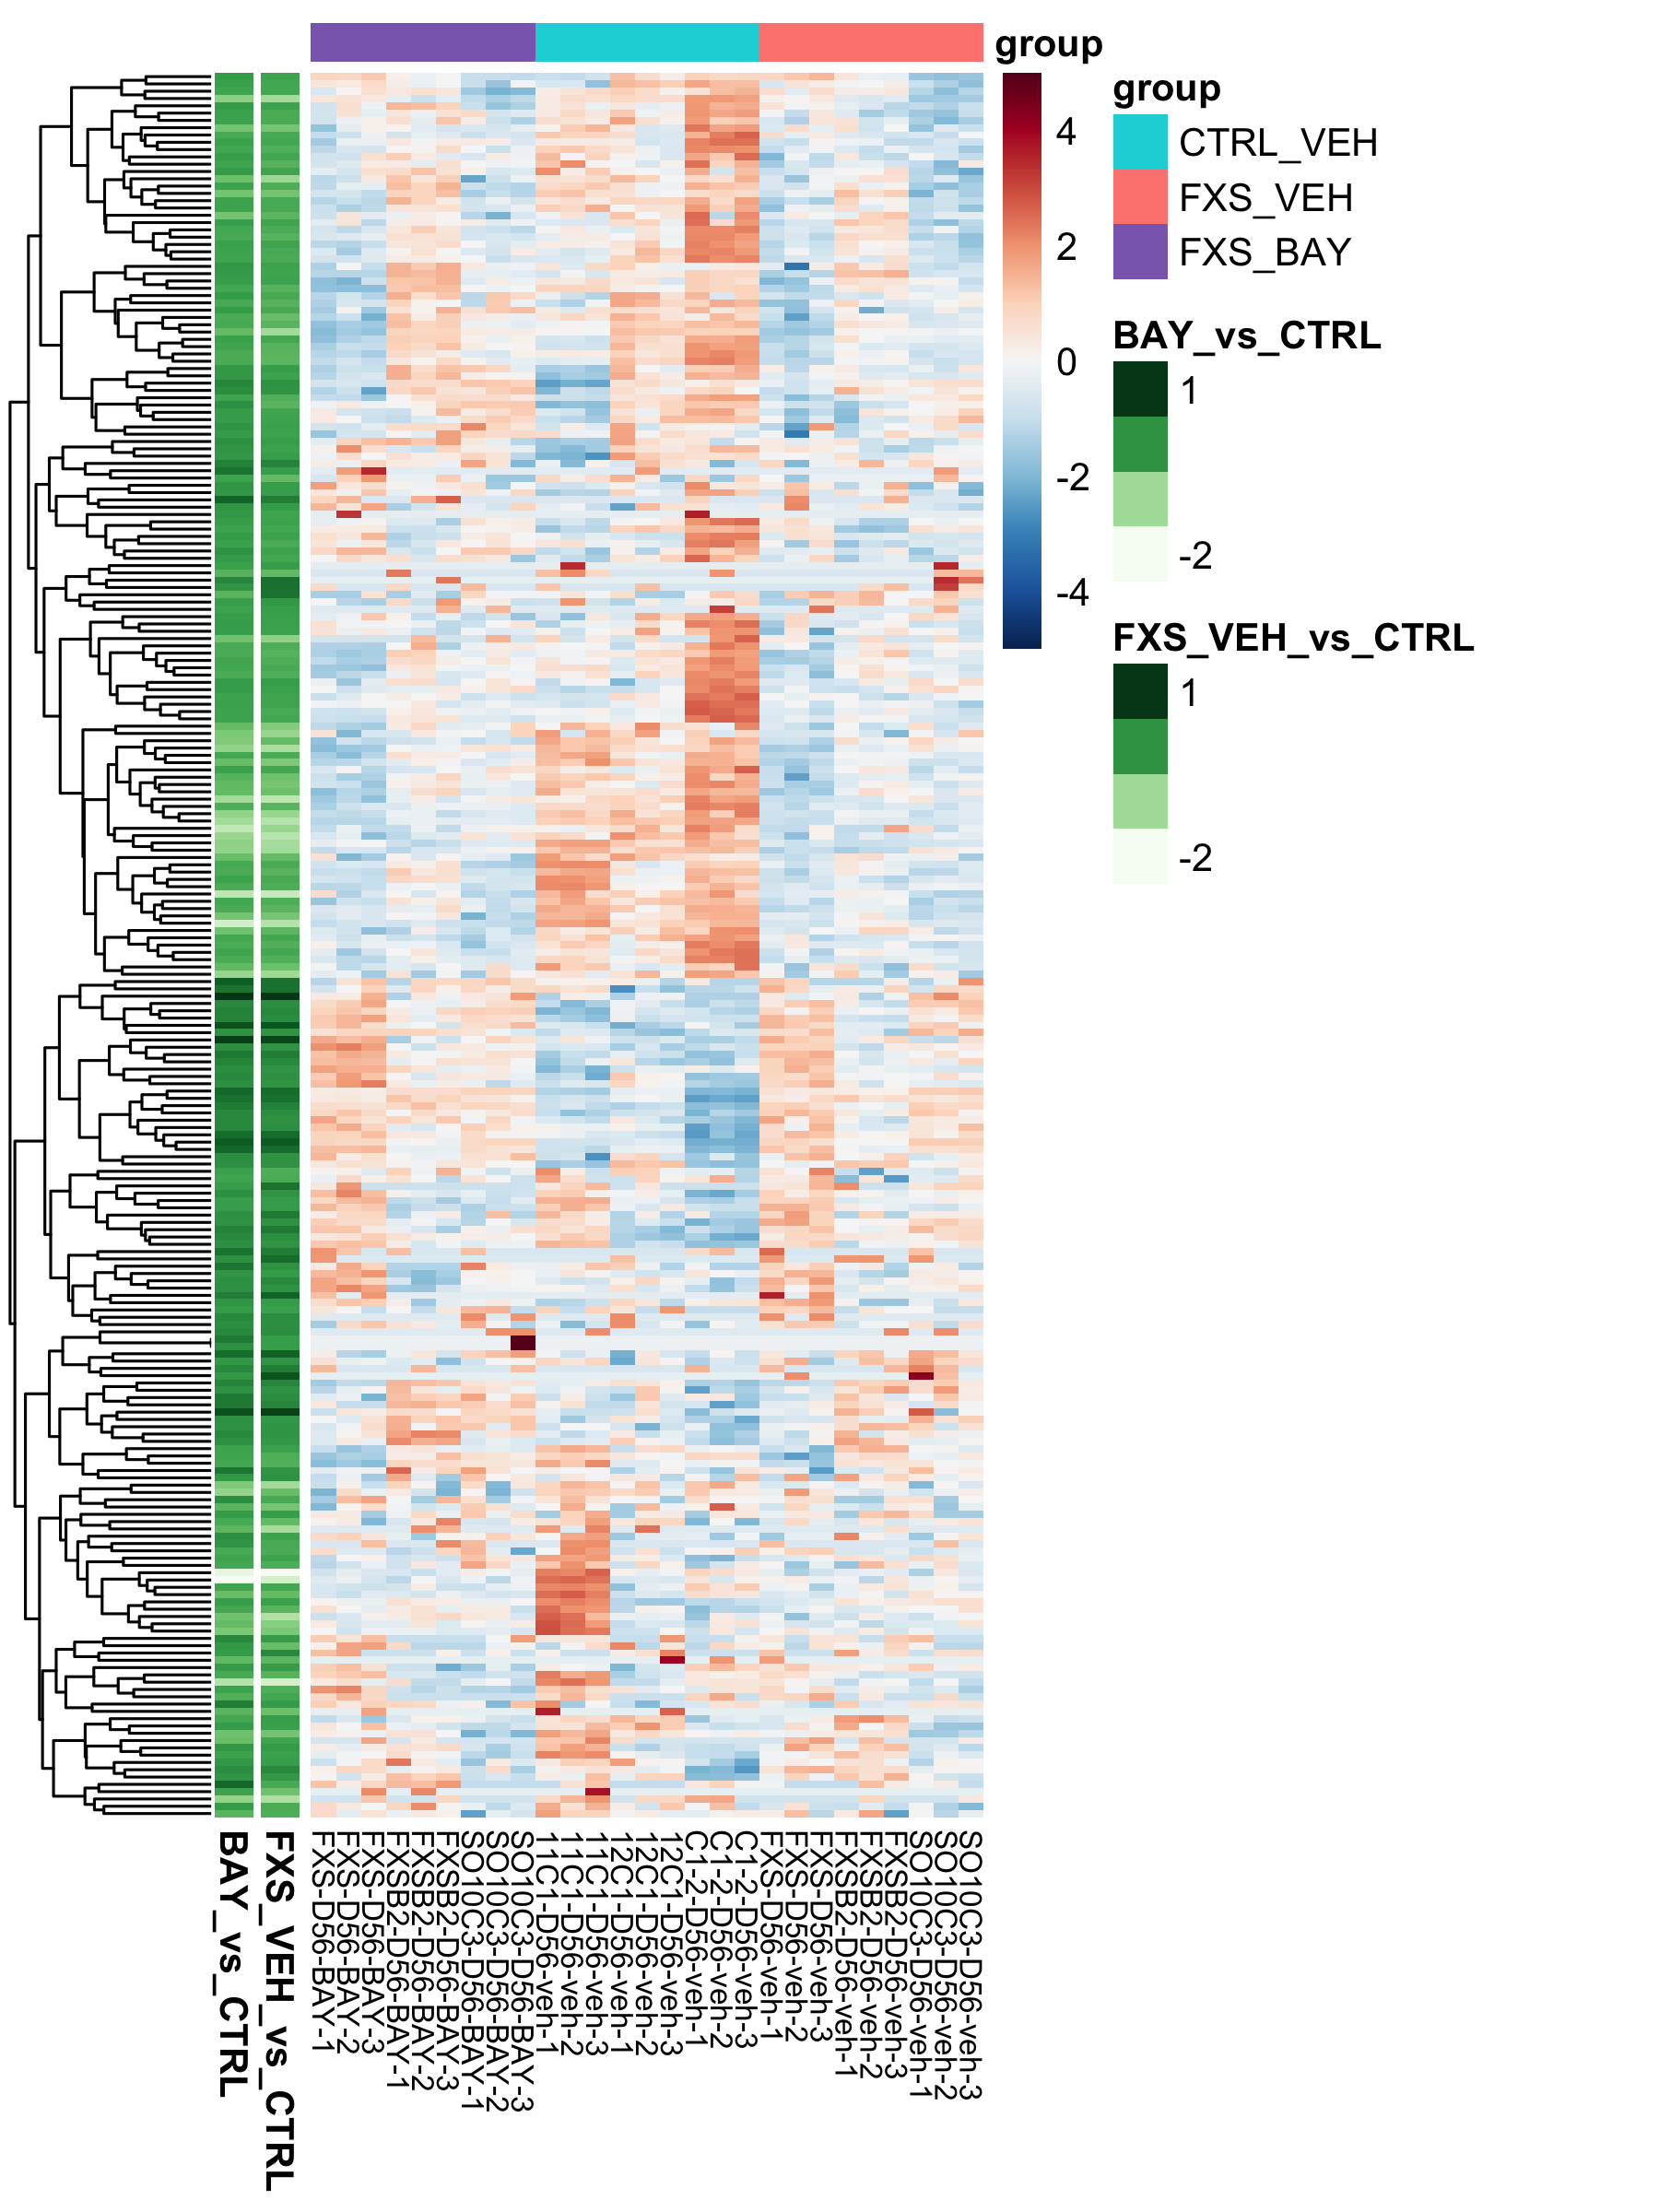 group
4
2
0
-2
-4
group
CTRL_VEH
FXS_VEH
FXS_BAY
BAY_vs_CTRL
1
-2
FXS_VEH_vs_CTRL
1
-2
BAY_vs_CTRL
FXS_VEH_vs_CTRL
FXS-D56-BAY-1
FXS-D56-BAY-2
FXS-D56-BAY-3
FXSB2-D56-BAY-1
FXSB2-D56-BAY-2
FXSB2-D56-BAY-3
SO10C3-D56-BAY-1
SO10C3-D56-BAY-2
SO10C3-D56-BAY-3
11C1-D56-veh-1
11C1-D56-veh-2
11C1-D56-veh-3
12C1-D56-veh-1
12C1-D56-veh-2
12C1-D56-veh-3
C1-2-D56-veh-1
C1-2-D56-veh-2
C1-2-D56-veh-3
FXS-D56-veh-1
FXS-D56-veh-2
FXS-D56-veh-3
FXSB2-D56-veh-1
FXSB2-D56-veh-2
FXSB2-D56-veh-3
SO10C3-D56-veh-1
SO10C3-D56-veh-2
SO10C3-D56-veh-3